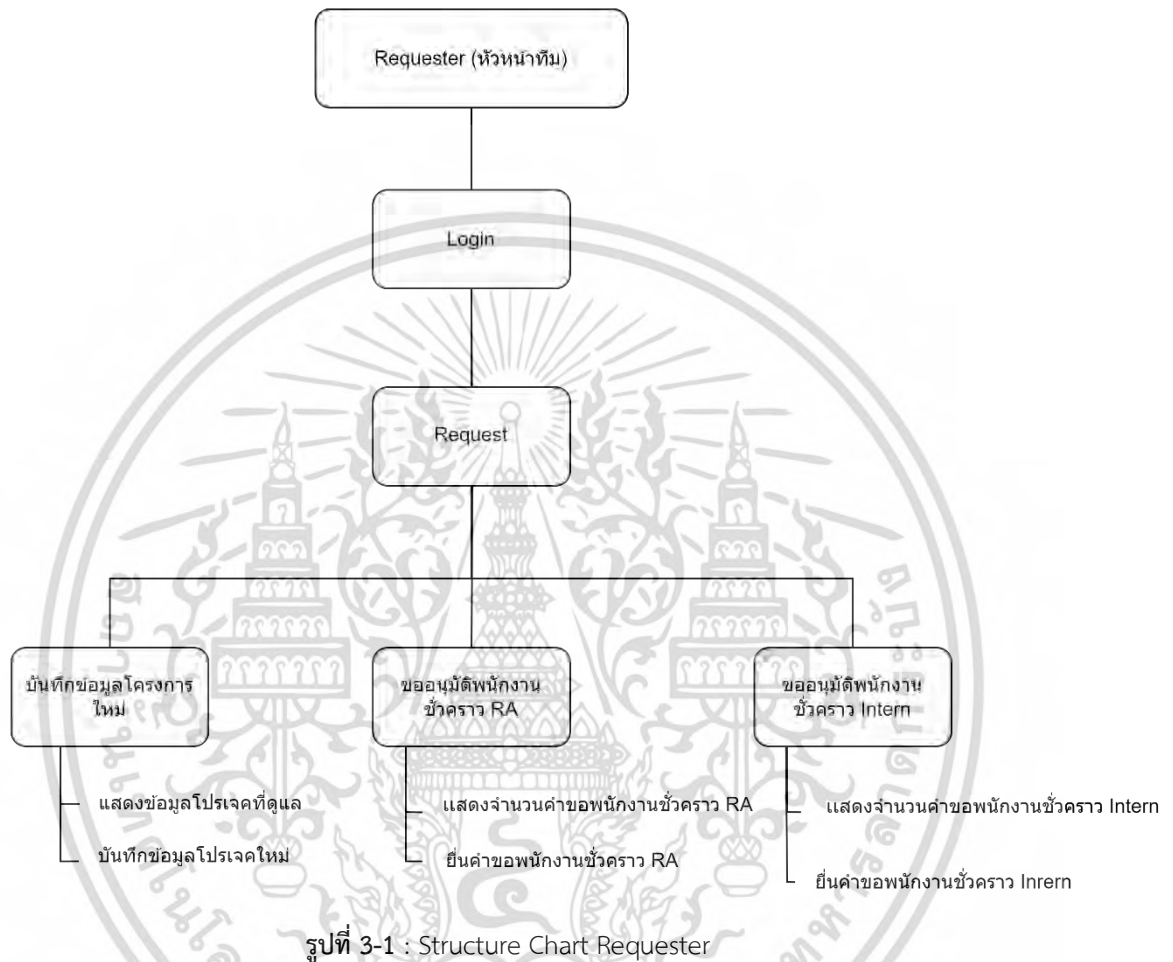 Requester (หัวหน้าทีม)
Login
Request
บันทึกข้อมูลโครงการ
ใหม่
ขออนุมัติพนักงาน
ชั่วคราว RA
ขออนุมัติพนักงาน
ชั่วคราว Intern
แสดงข้อมูลโปรเจคที่ดูแล
บันทึกข้อมูลโปรเจคใหม่
แสดงจำนวนคำขอพนักงานชั่วคราว RA
ยื่นคำขอพนักงานชั่วคราว RA
แสดงจำนวนคำขอพนักงานชั่วคราว Intern
ยื่นคำขอพนักงานชั่วคราว Inrern
รูปที่ 3-1 : Structure Chart Requester